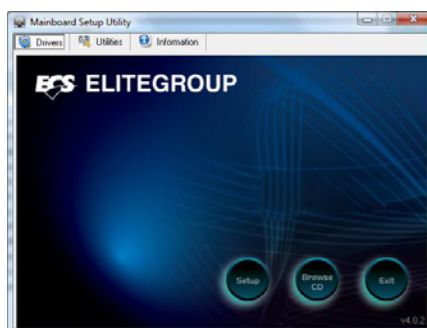 Mainboard Setup Utility
Drivers Utilities Information
ECS ELITEGROUP
Setup Browse CD Exit
v4.0.2